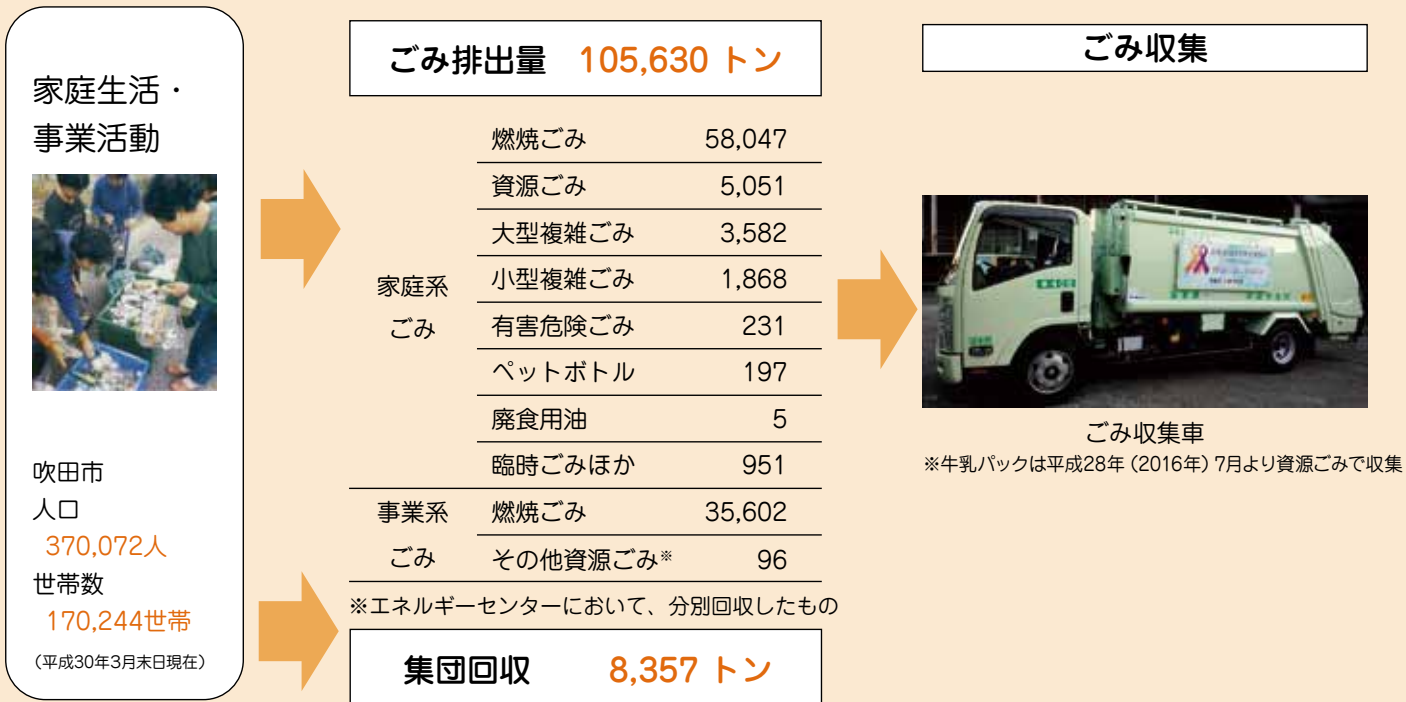 家庭生活・
事業活動
吹田市
人口
370,072人
世帯数
170,244世帯
（平成30年3月末日現在）
ごみ排出量 105,630 トン
家庭系
ごみ
燃焼ごみ 58,047
資源ごみ 5,051
大型複雑ごみ 3,582
小型複雑ごみ 1,868
有害危険ごみ 231
ペットボトル 197
廃食用油 5
臨時ごみほか 951
事業系
ごみ
燃焼ごみ 35,602
その他資源ごみ※ 96
※エネルギーセンターにおいて、分別回収したもの
集団回収 8,357 トン
ごみ収集
ごみ収集車
※牛乳パックは平成28年（2016年）7月より資源ごみで収集